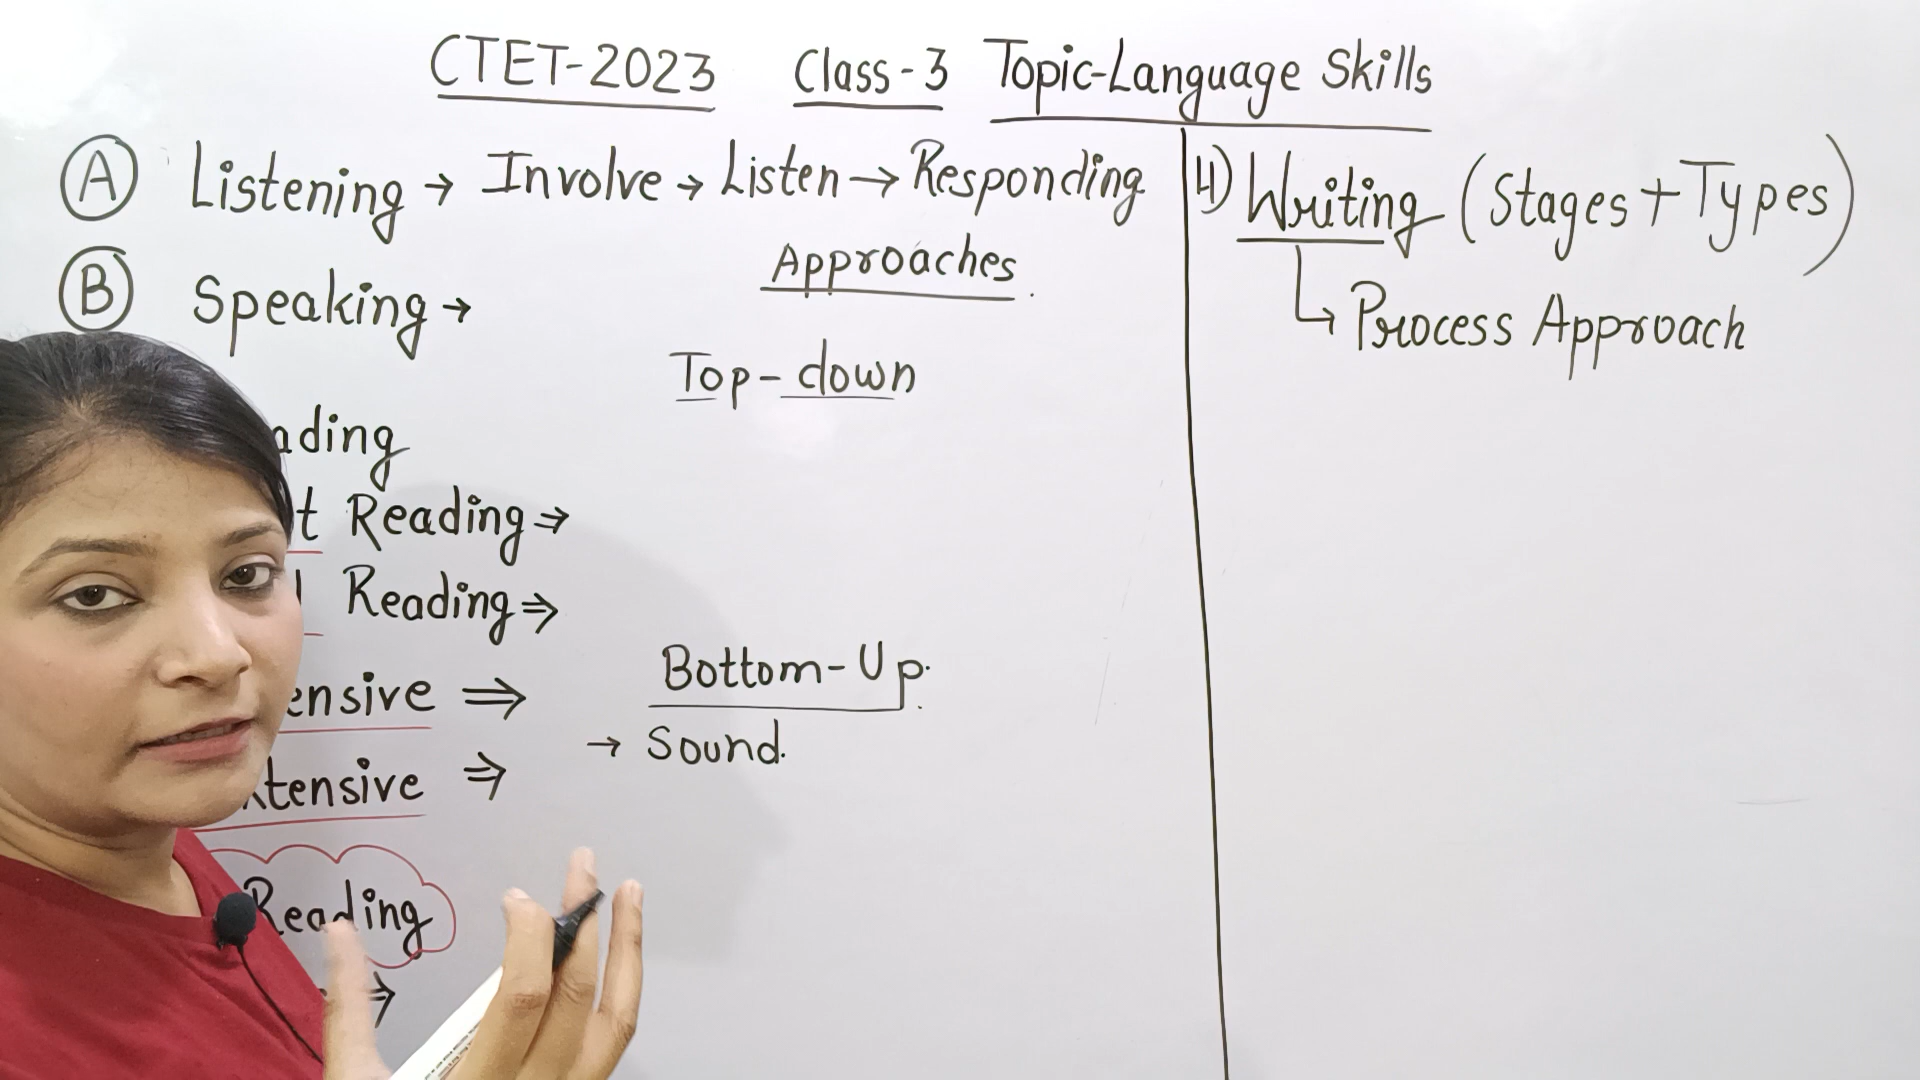 CTET-2023 Class-3 Topic-Language Skills
A Listening → Involve → Listen → Responding
B Speaking →
Approaches
Top-down
ading
t Reading ⇒
Reading ⇒
ensive ⇒
xtensive ⇒
Reading
⇒
Bottom-Up.
→ Sound.
4) Writing (Stages + Types)
↳ Process Approach